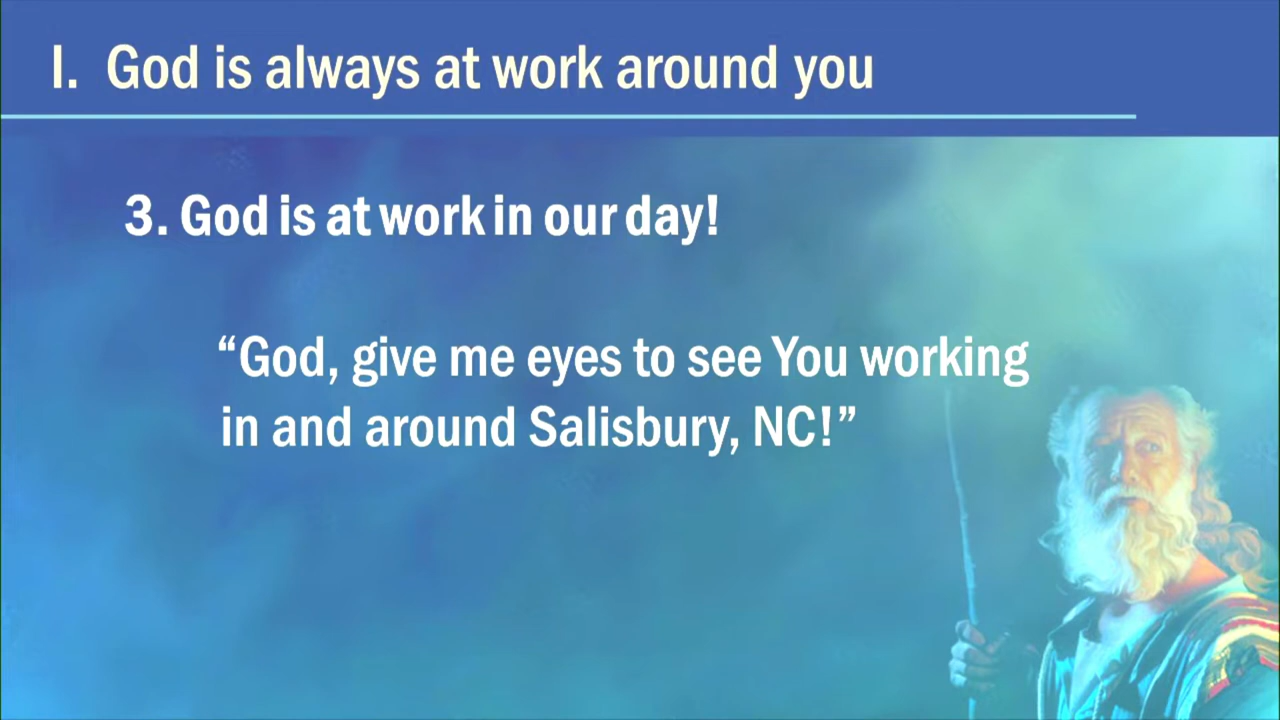 I. God is always at work around you
3. God is at work in our day!
“God, give me eyes to see You working
in and around Salisbury, NC!”